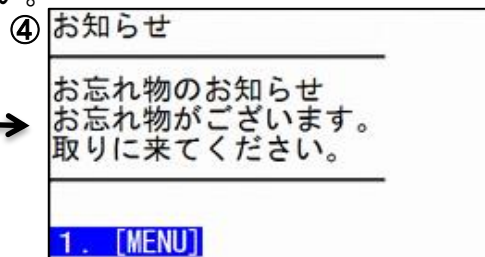 い。
④ お知らせ
お忘れ物のお知らせ
お忘れ物がございます。
取りに来てください。
1. [MENU]